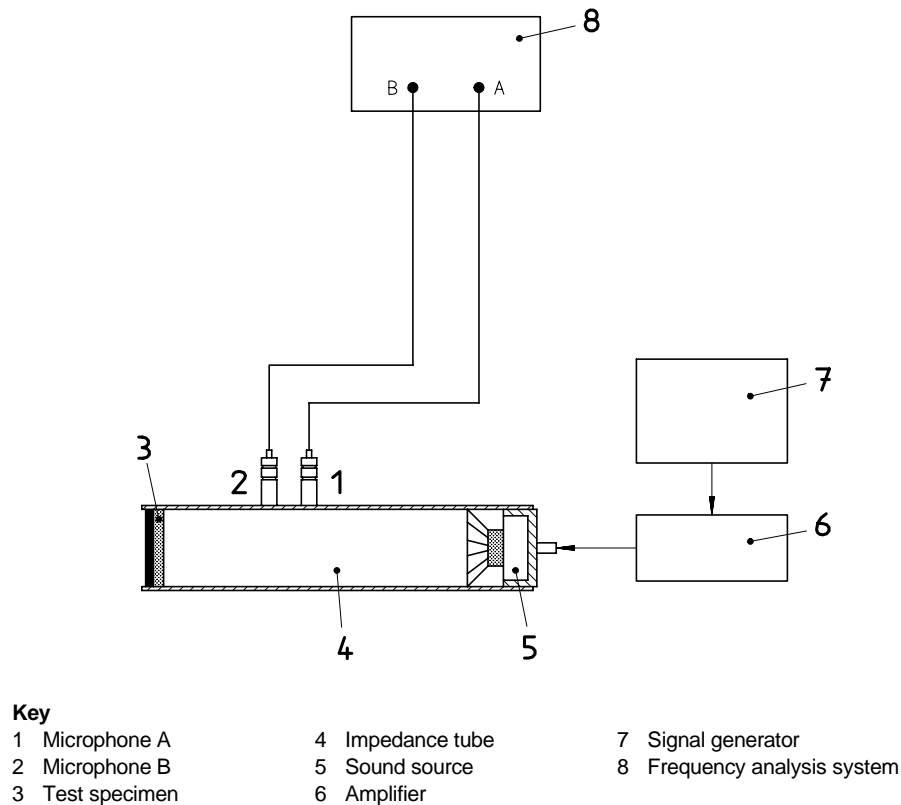 8
B A
7
3
2 1
6
4 5
Key
1 Microphone A 4 Impedance tube 7 Signal generator
2 Microphone B 5 Sound source 8 Frequency analysis system
3 Test specimen 6 Amplifier